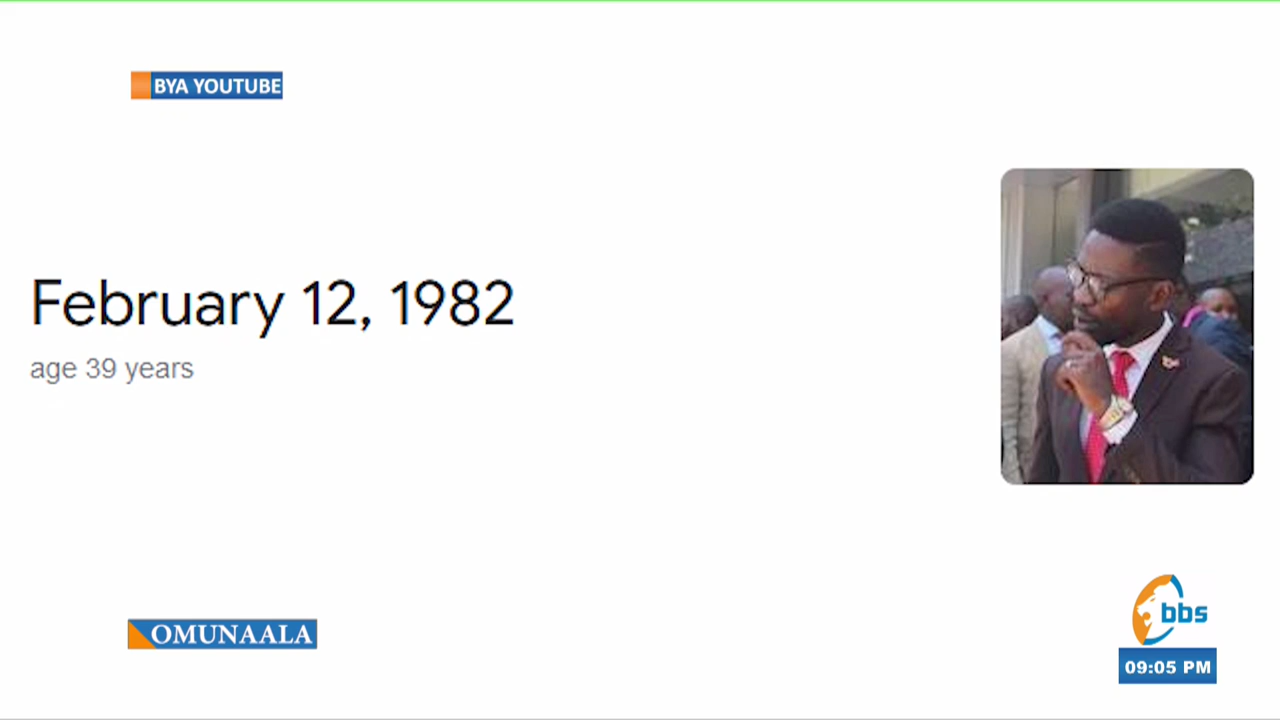 BYA YOUTUBE
February 12, 1982
age 39 years
OMUNAALA
bbs
09:05 PM